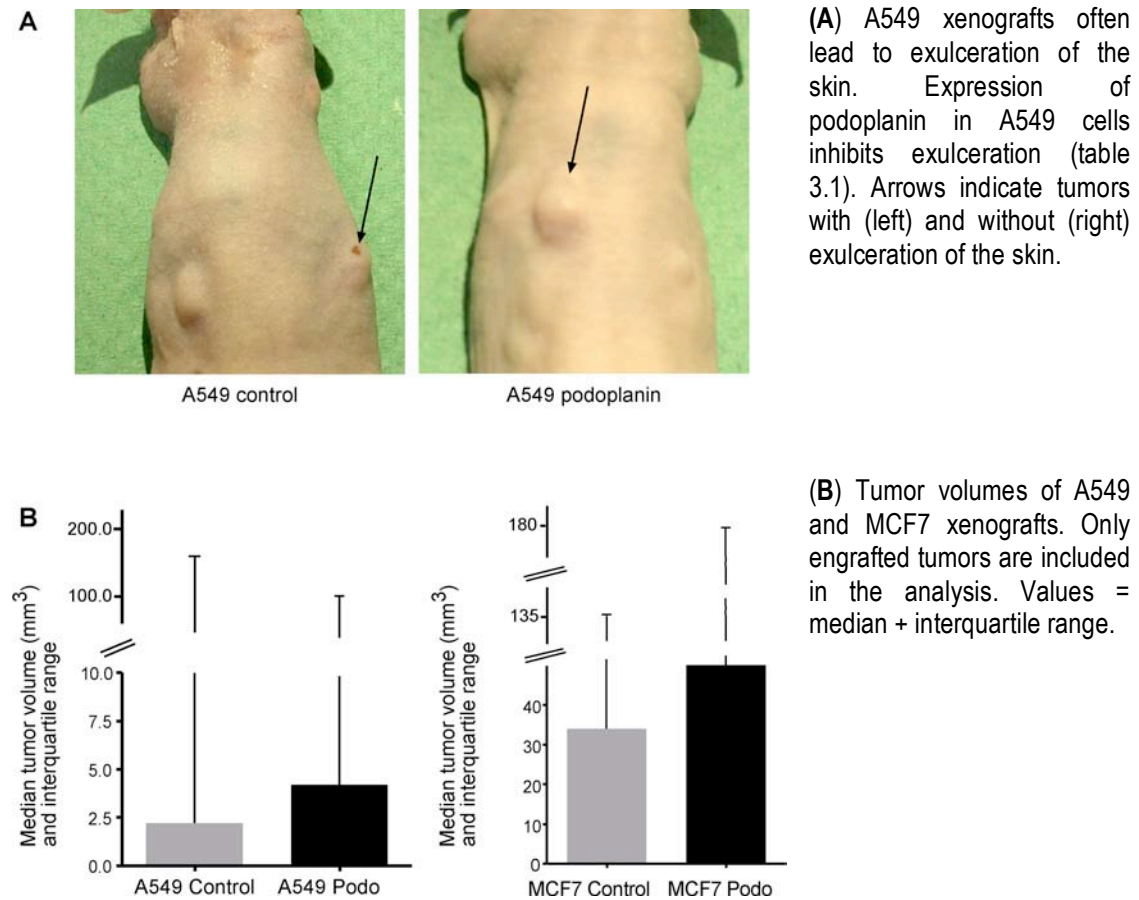 A
A549 control
A549 podoplanin
(A) A549 xenografts often
lead to exulceration of the
skin. Expression of
podoplanin in A549 cells
inhibits exulceration (table
3.1). Arrows indicate tumors
with (left) and without (right)
exulceration of the skin.
B
Median tumor volume (mm³)
and interquartile range
200.0
100.0
10.0
7.5
5.0
2.5
0.0
A549 Control A549 Podo
Median tumor volume (mm³)
and interquartile range
180
135
40
30
20
10
0
MCF7 Control MCF7 Podo
(B) Tumor volumes of A549
and MCF7 xenografts. Only
engrafted tumors are included
in the analysis. Values =
median + interquartile range.